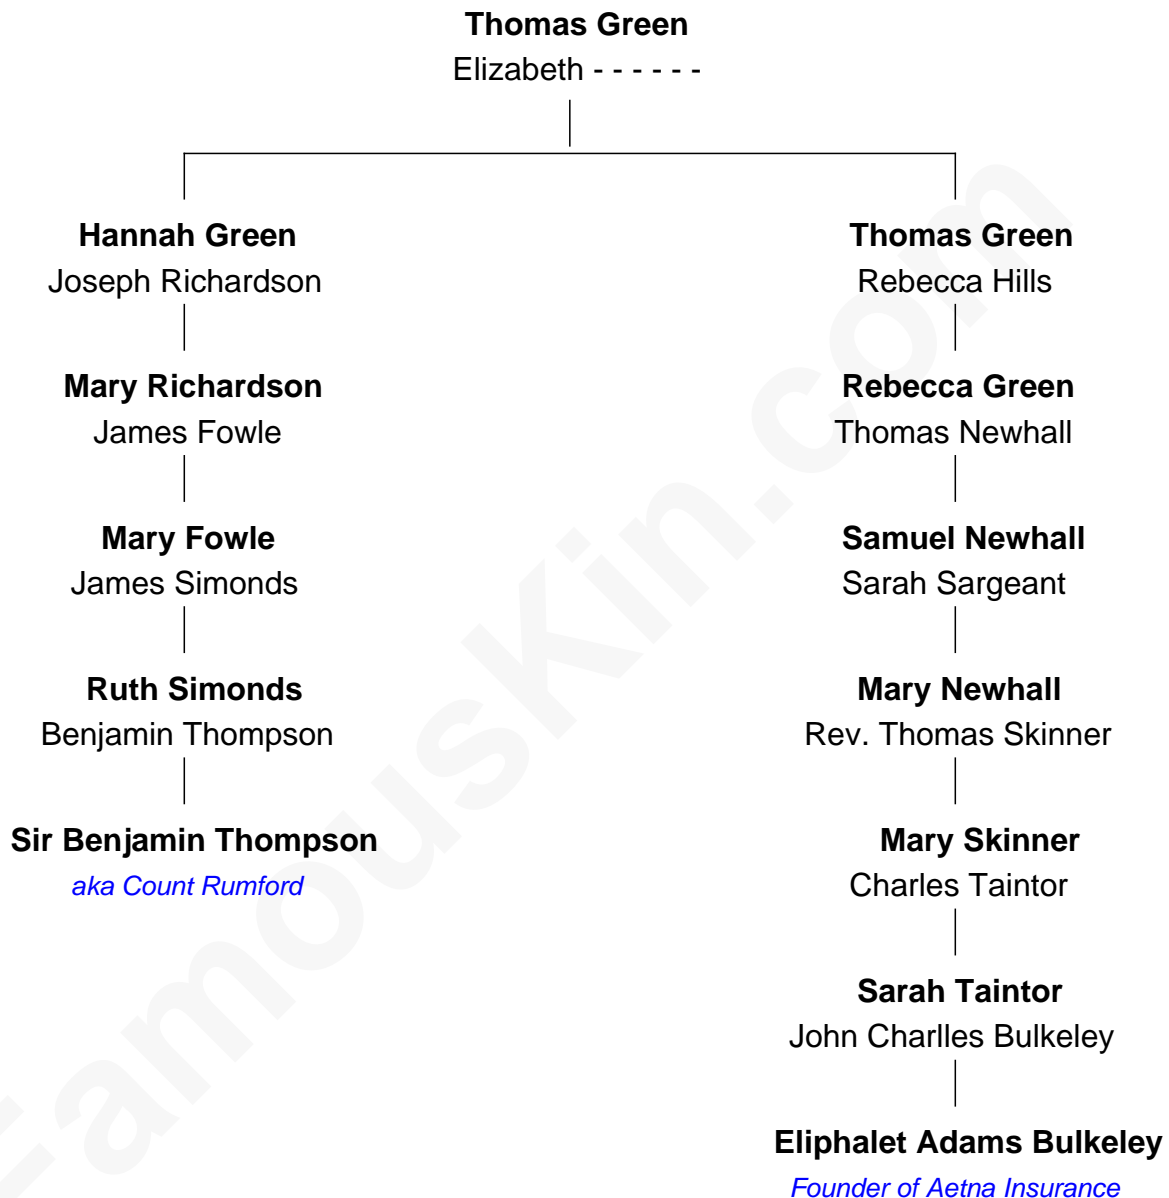 Thomas Green
Elizabeth - - - - - -
Hannah Green
Joseph Richardson
Mary Richardson
James Fowle
Mary Fowle
James Simonds
Ruth Simonds
Benjamin Thompson
Sir Benjamin Thompson
aka Count Rumford
Thomas Green
Rebecca Hills
Rebecca Green
Thomas Newhall
Samuel Newhall
Sarah Sargeant
Mary Newhall
Rev. Thomas Skinner
Mary Skinner
Charles Taintor
Sarah Taintor
John Charlles Bulkeley
Eliphalet Adams Bulkeley
Founder of Aetna Insurance
FamousKin.com